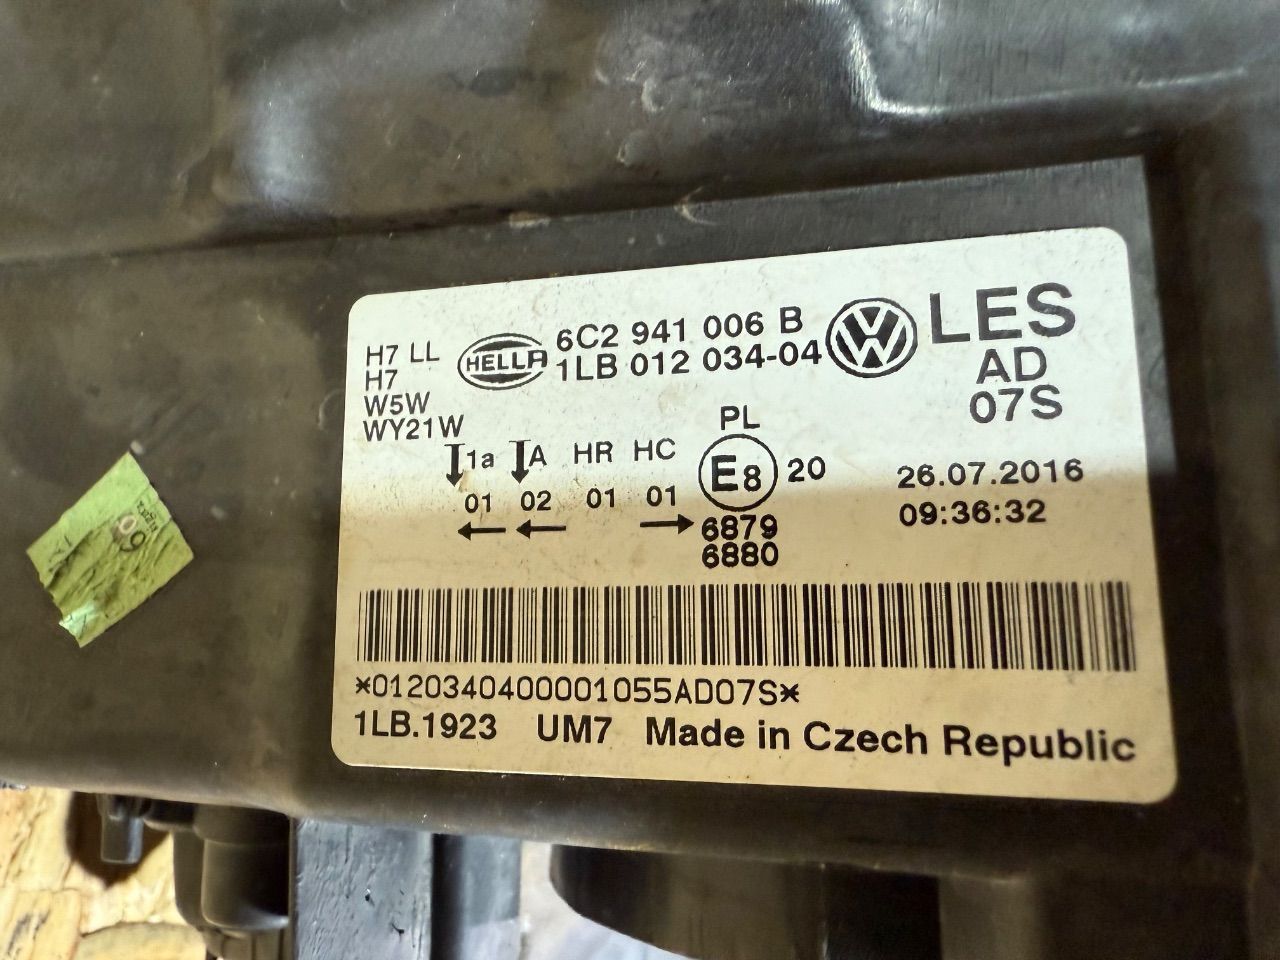 H7 LL
H7
W5W
WY21W
HELLA
6C2 941 006 B
1LB 012 034-04
LES
AD
07S
1a A HR HC
01 02 01 01
PL
E8 20
6879
6880
26.07.2016
09:36:32
*0120340400001055AD07S*
1LB.1923 UM7 Made in Czech Republic